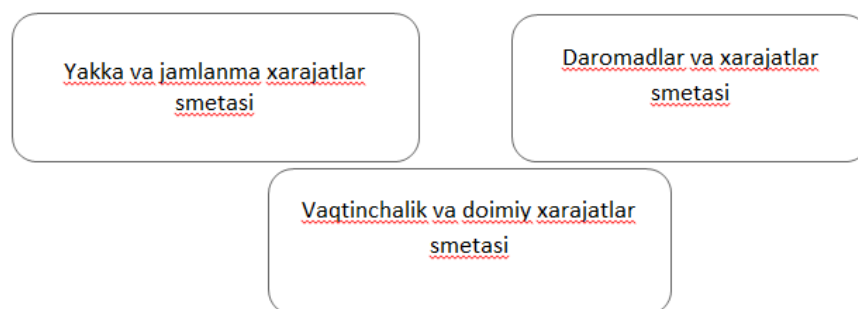 Yakka va jamlanma xarajatlar
smetasi
Daromadlar va xarajatlar
smetasi
Vaqtinchalik va doimiy xarajatlar
smetasi